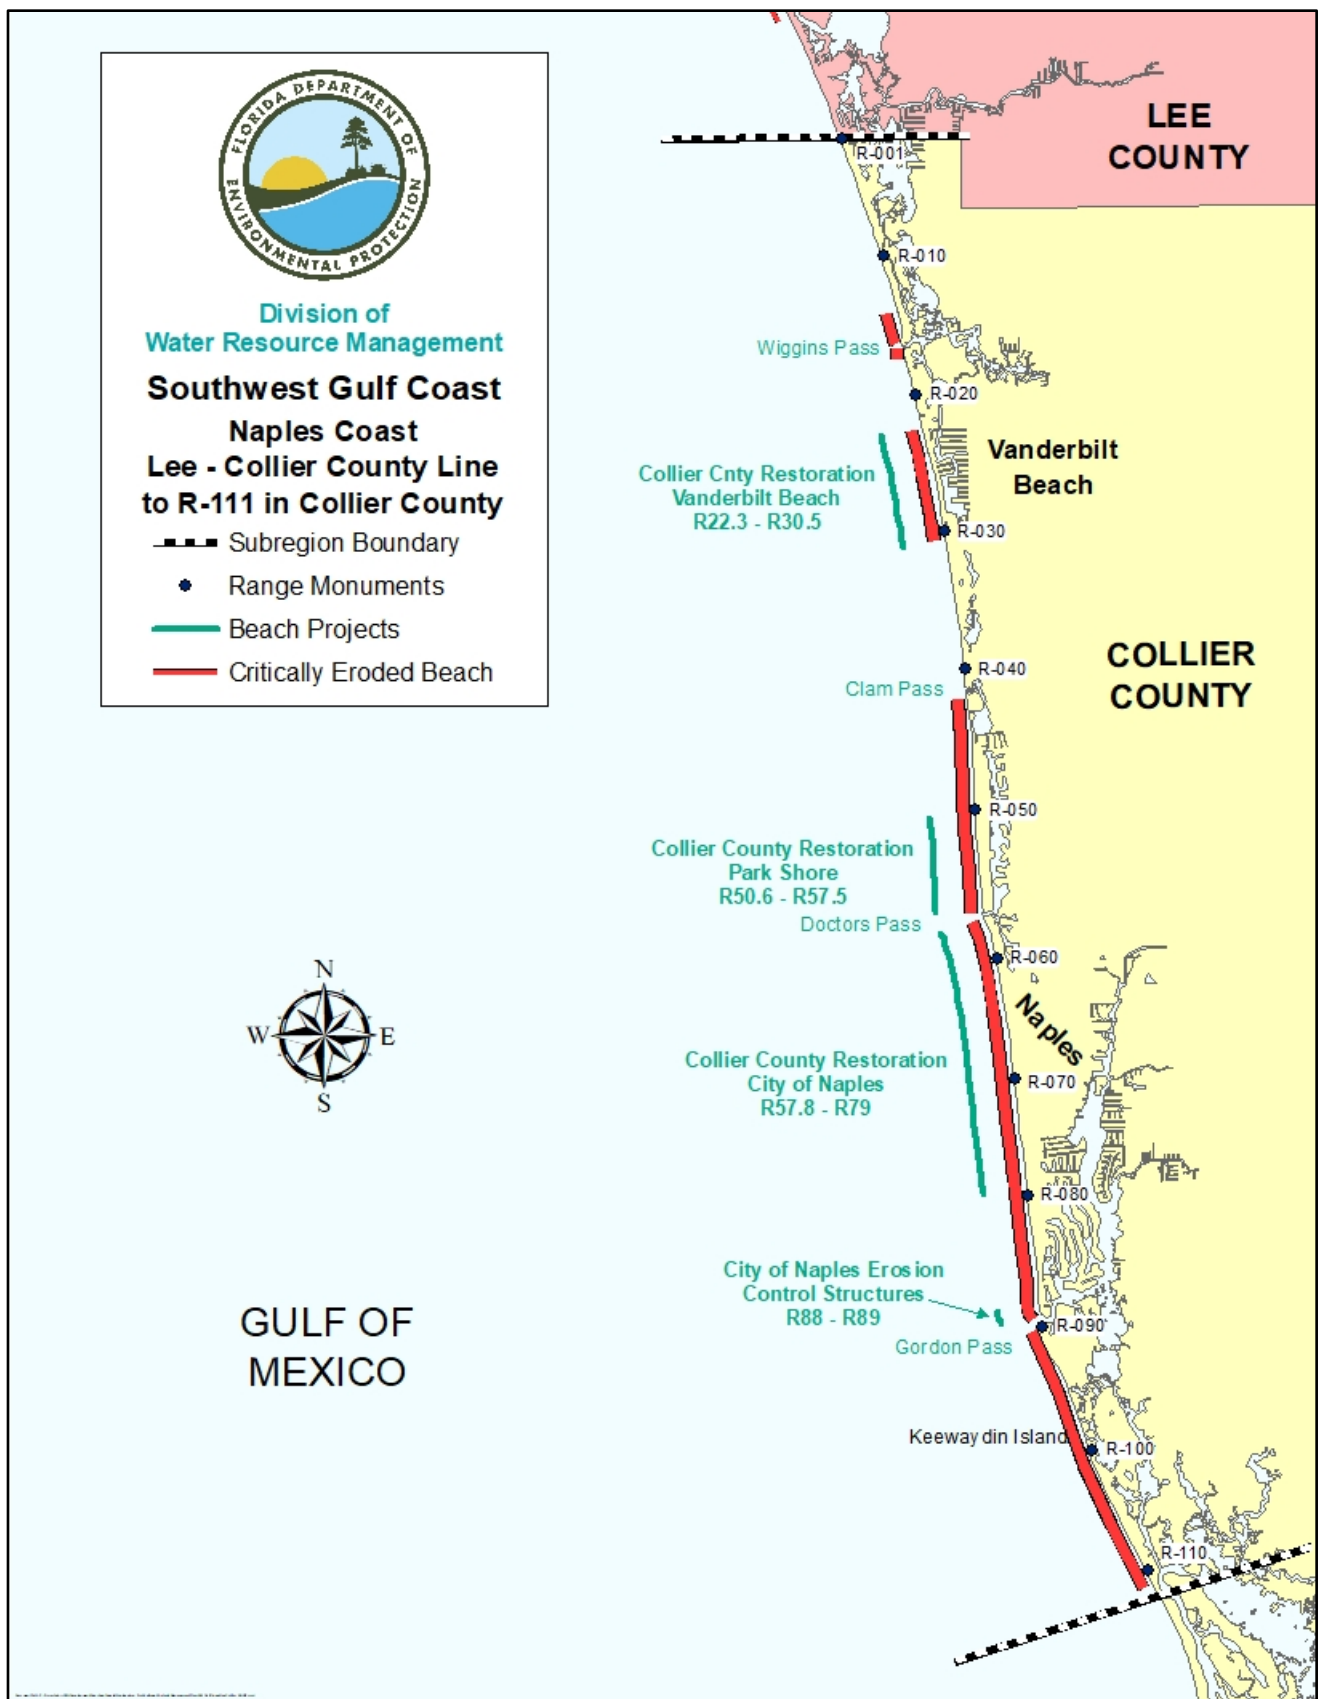 FLORIDA DEPARTMENT OF
ENVIRONMENTAL PROTECTION
Division of
Water Resource Management
Southwest Gulf Coast
Naples Coast
Lee - Collier County Line
to R-111 in Collier County
Subregion Boundary
Range Monuments
Beach Projects
Critically Eroded Beach
LEE
COUNTY
R-001
R-010
Wiggins Pass
R-020
Vanderbilt
Beach
Collier Cnty Restoration
Vanderbilt Beach
R22.3 - R30.5
R-030
COLLIER
COUNTY
R-040
Clam Pass
R-050
Collier County Restoration
Park Shore
R50.6 - R57.5
Doctors Pass
R-060
Naples
N
W
E
S
Collier County Restoration
City of Naples
R57.8 - R79
R-070
R-080
City of Naples Erosion
Control Structures
R88 - R89
R-090
Gordon Pass
GULF OF
MEXICO
Keewaydin Island
R-100
R-110